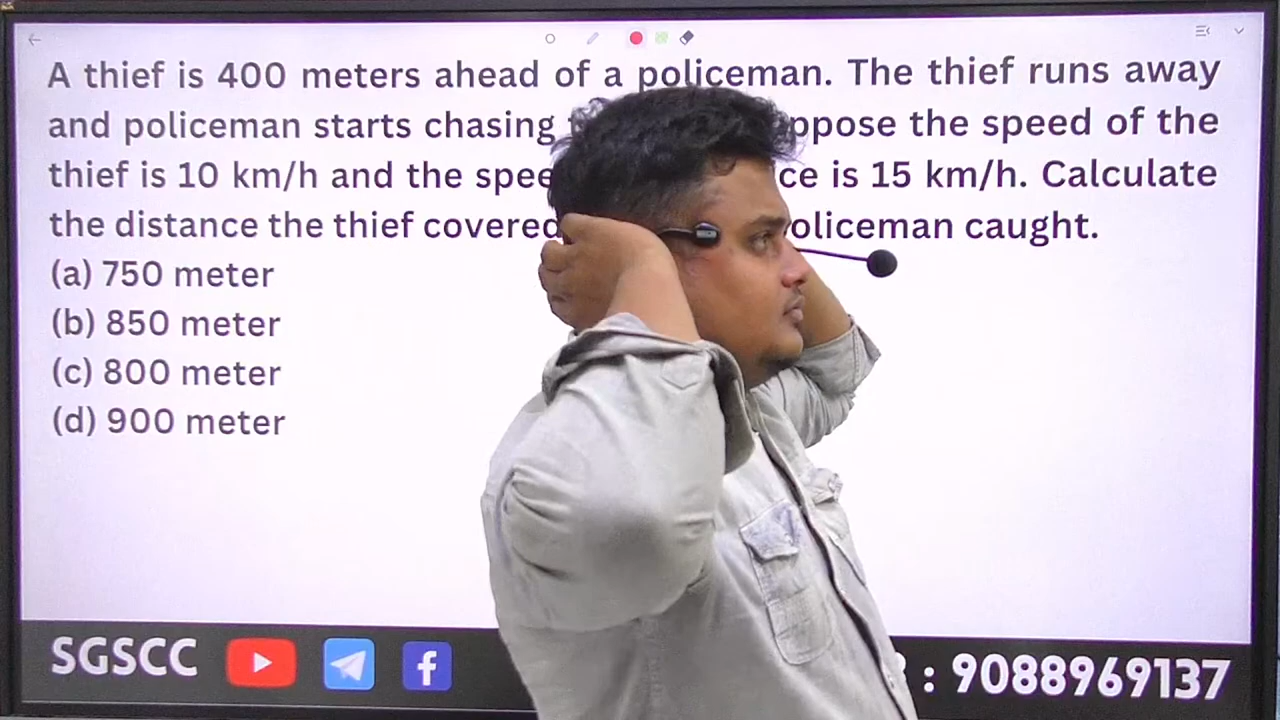 A thief is 400 meters ahead of a policeman. The thief runs away
and policeman starts chasing ppose the speed of the
thief is 10 km/h and the spee ce is 15 km/h. Calculate
the distance the thief covered oliceman caught.
(a) 750 meter
(b) 850 meter
(c) 800 meter
(d) 900 meter
SGSCC : 9088969137